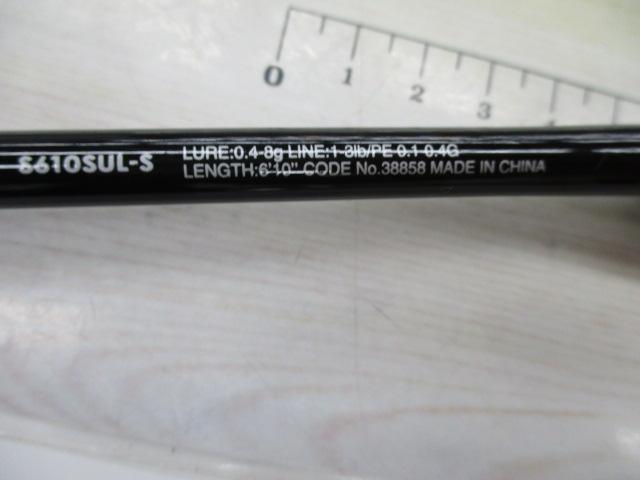 0 1 2 3 4
S610SUL-S
LURE:0.4-8g LINE:1-3lb/PE 0.1 0.4G
LENGTH:6'10" CODE No.38858 MADE IN CHINA